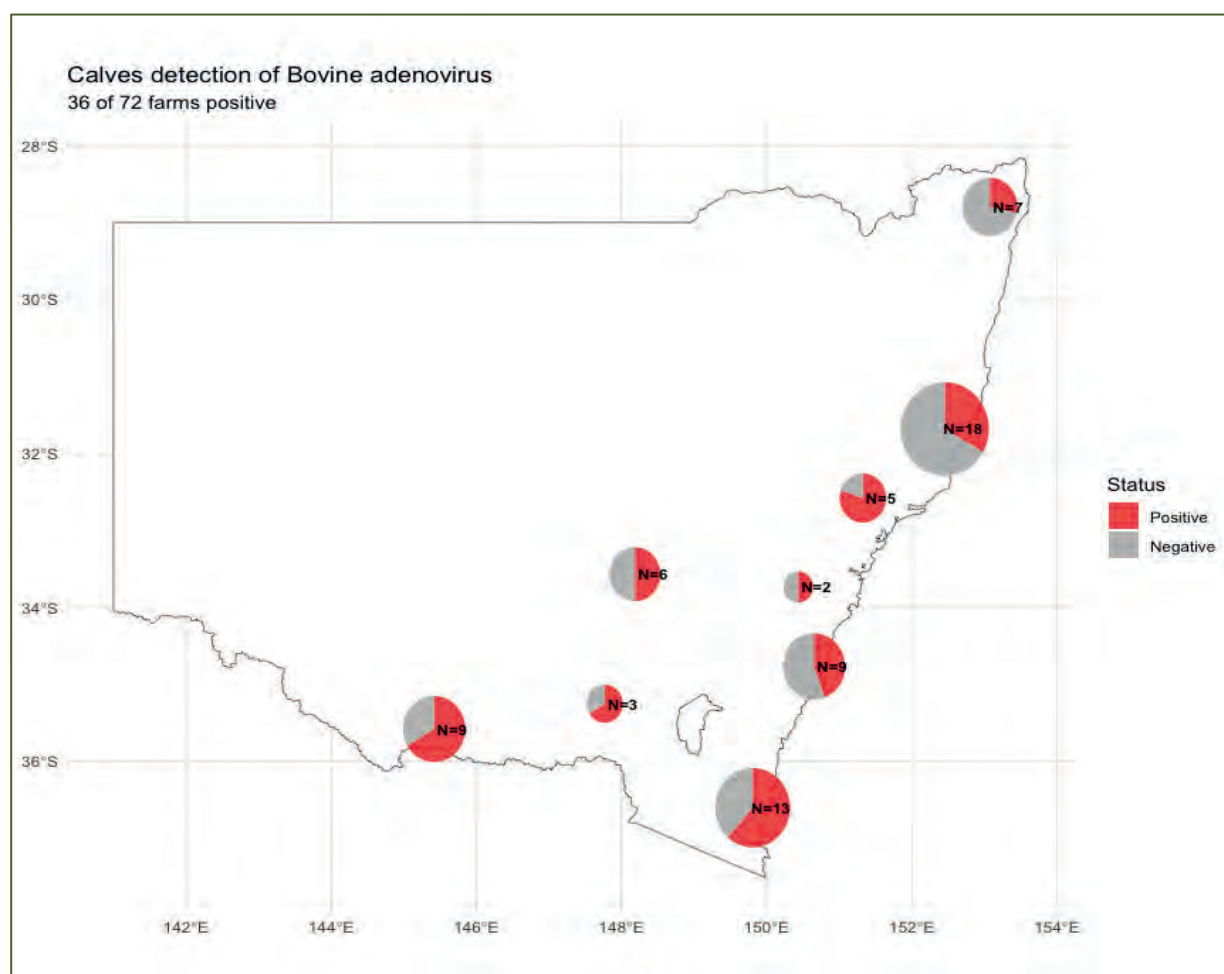 Calves detection of Bovine adenovirus
36 of 72 farms positive
28°S
N=7
30°S
N=18
32°S
N=5
Status
Positive
Negative
N=6
N=2
34°S
N=9
N=3
N=9
36°S
N=13
142°E 144°E 146°E 148°E 150°E 152°E 154°E